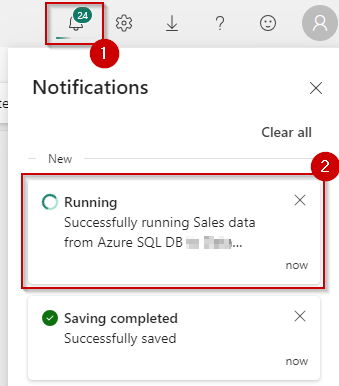 24
?
1
te
Notifications
Clear all
New
2
Running
Successfully running Sales data
from Azure SQL DB ...
now
Saving completed
Successfully saved
now